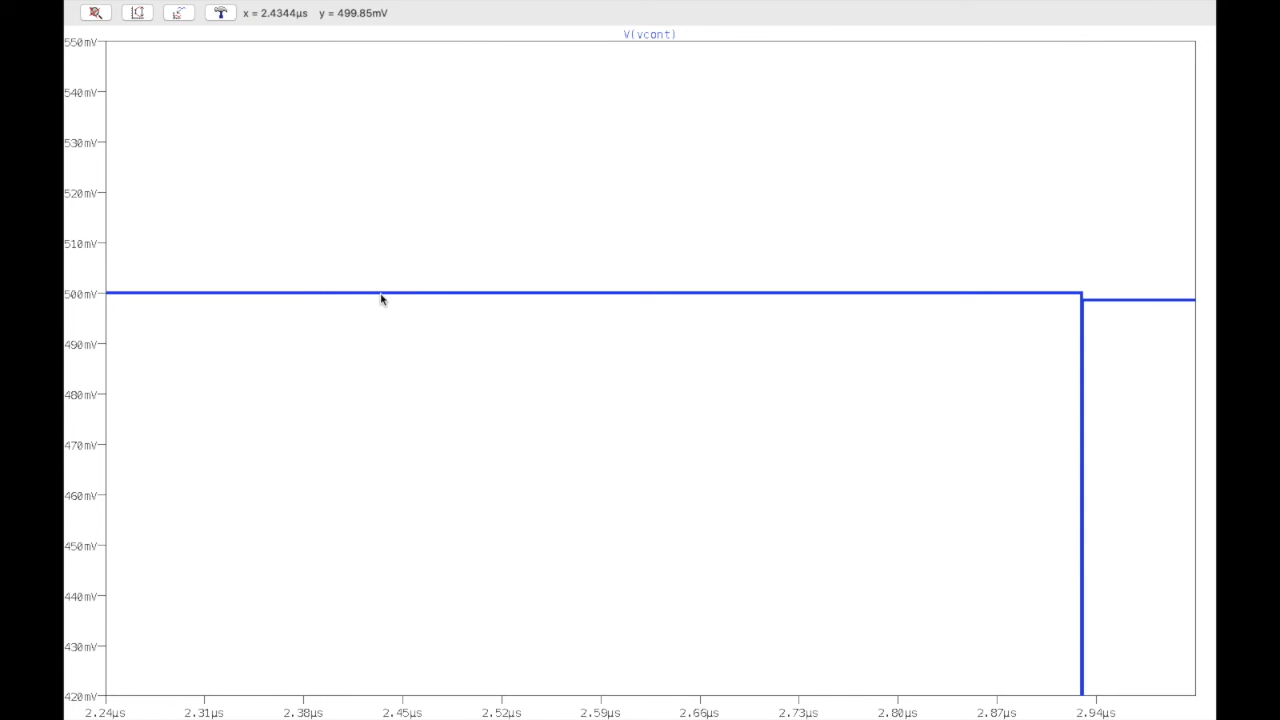 x = 2.4344µs y = 499.85mV
V(vcont)
550mV
540mV
530mV
520mV
510mV
500mV
490mV
480mV
470mV
460mV
450mV
440mV
430mV
420mV
2.24µs 2.31µs 2.38µs 2.45µs 2.52µs 2.59µs 2.66µs 2.73µs 2.80µs 2.87µs 2.94µs